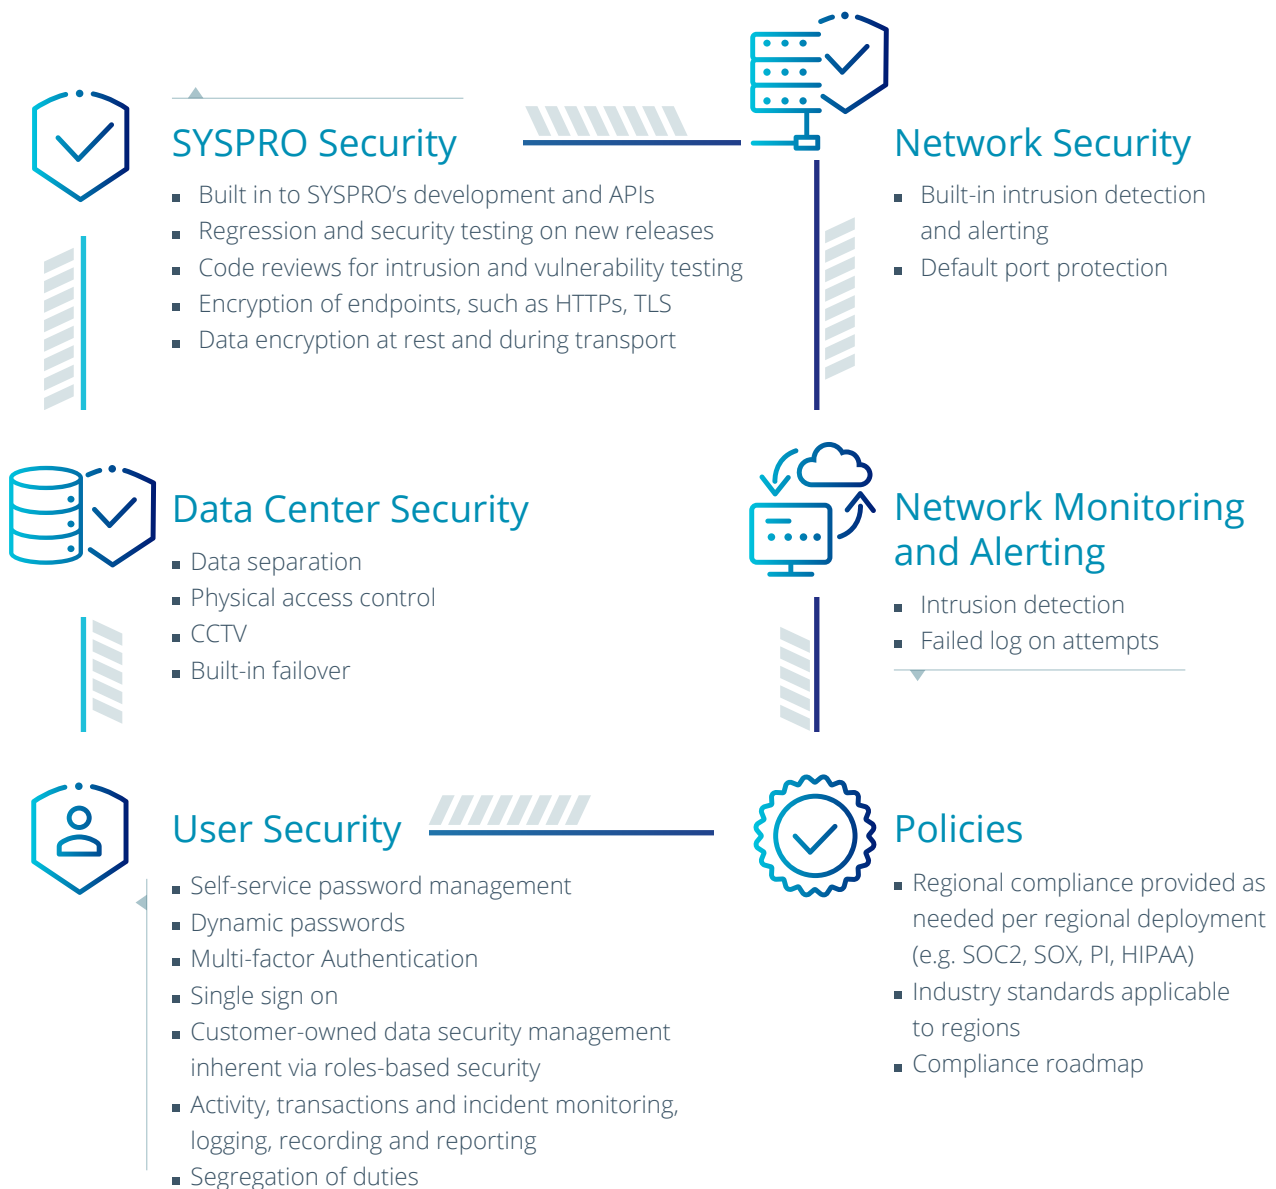 SYSPRO Security
▪ Built in to SYSPRO’s development and APIs
▪ Regression and security testing on new releases
▪ Code reviews for intrusion and vulnerability testing
▪ Encryption of endpoints, such as HTTPs, TLS
▪ Data encryption at rest and during transport
Network Security
▪ Built-in intrusion detection
and alerting
▪ Default port protection
Data Center Security
▪ Data separation
▪ Physical access control
▪ CCTV
▪ Built-in failover
Network Monitoring
and Alerting
▪ Intrusion detection
▪ Failed log on attempts
User Security
▪ Self-service password management
▪ Dynamic passwords
▪ Multi-factor Authentication
▪ Single sign on
▪ Customer-owned data security management
inherent via roles-based security
▪ Activity, transactions and incident monitoring,
logging, recording and reporting
▪ Segregation of duties
Policies
▪ Regional compliance provided as
needed per regional deployment
(e.g. SOC2, SOX, PI, HIPAA)
▪ Industry standards applicable
to regions
▪ Compliance roadmap